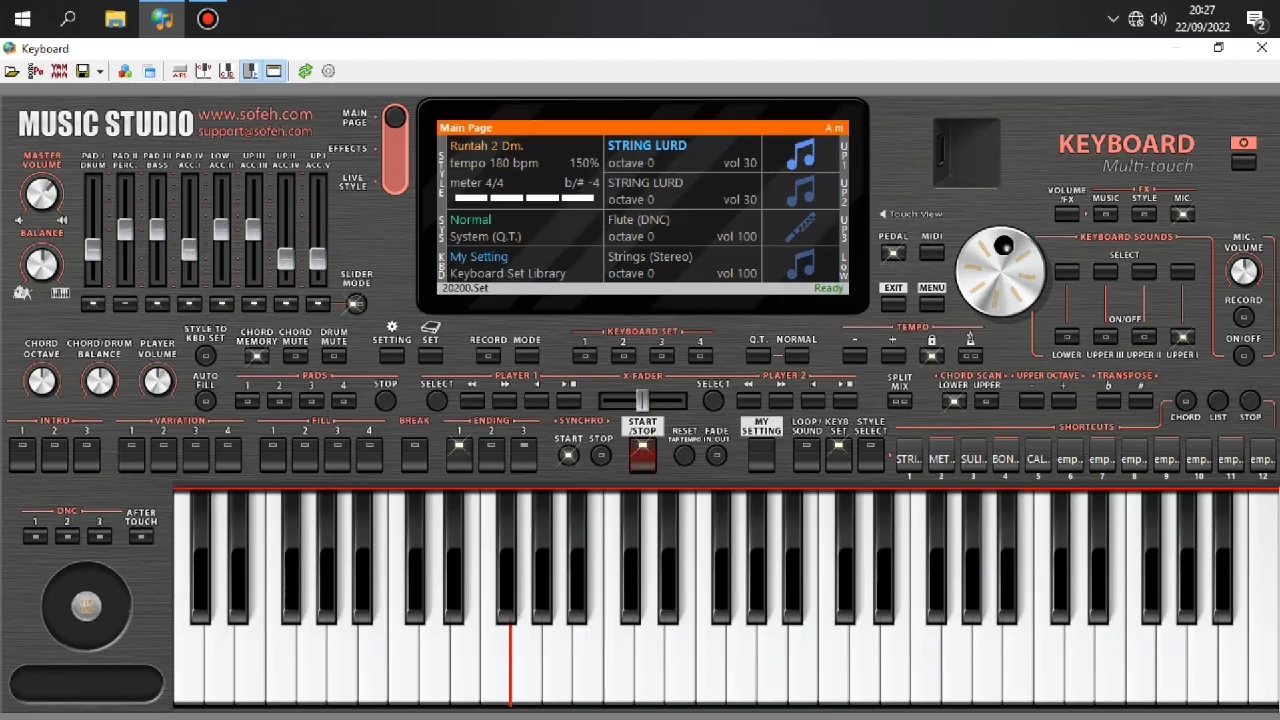 20:27
22/09/2022
2
Keyboard
MUSIC STUDIO
www.sofeh.com
support@sofeh.com
MAIN PAGE
EFFECTS
LIVE STYLE
MASTER VOLUME
PAD I DRUM
PAD II PERC.
PAD III BASS
PAD IV ACC.I
LOW ACC.II
UP III ACC.III
UP II ACC.IV
UP I ACC.V
BALANCE
SLIDER MODE
Main Page
A m
STYLE
Runtah 2 Dm.
tempo 180 bpm 150%
meter 4/4 b/# -4
STRING LURD
octave 0 vol 30
UP1
STRING LURD
octave 0 vol 30
UP2
SYS
Normal
System (Q.T.)
Flute (DNC)
octave 0 vol 100
UP3
KBD
My Setting
Keyboard Set Library
Strings (Stereo)
octave 0 vol 100
Low
20200.Set
Ready
KEYBOARD
Multi-touch
VOLUME /FX
FX
MUSIC
STYLE
MIC.
Touch View
PEDAL
MIDI
EXIT
MENU
KEYBOARD SOUNDS
SELECT
ON/OFF
LOWER
UPPER III
UPPER II
UPPER I
MIC. VOLUME
RECORD
ON/OFF
CHORD OCTAVE
CHORD/DRUM BALANCE
PLAYER VOLUME
STYLE TO KBD SET
CHORD MEMORY
CHORD MUTE
DRUM MUTE
SETTING
SET
RECORD
MODE
KEYBOARD SET
1 2 3 4
Q.T.
NORMAL
TEMPO
- +
AUTO FILL
PADS
1 2 3 4
STOP
PLAYER 1
SELECT
X-FADER
SELECT
PLAYER 2
SPLIT MIX
CHORD SCAN
LOWER
UPPER
UPPER OCTAVE
- +
TRANSPOSE
b #
CHORD
LIST
STOP
INTRO
1 2 3
VARIATION
1 2 3 4
FILL
1 2 3 4
BREAK
ENDING
1 2 3
SYNCHRO
START
STOP
START /STOP
RESET
TAP TEMPO
FADE
IN/OUT
MY SETTING
LOOP/ SOUND
KEYB. SET
STYLE SELECT
SHORTCUTS
STRI.. MET.. SULI.. BON.. CAL.. emp.. emp.. emp.. emp.. emp.. emp.. emp..
1 2 3 4 5 6 7 8 9 10 11 12
DNC
1 2 3
AFTER TOUCH